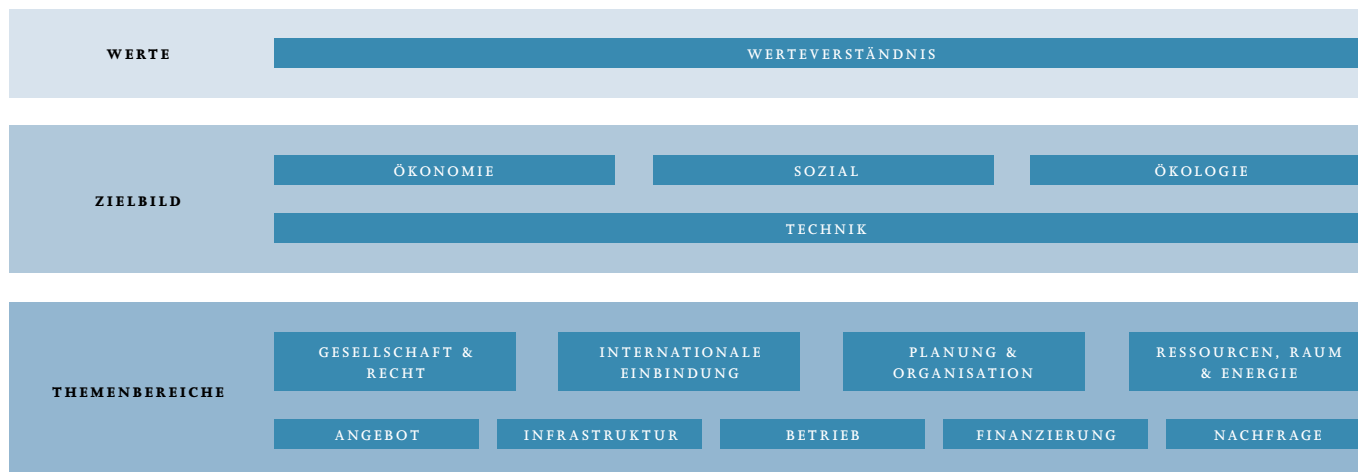 WERTE
WERTEVERSTÄNDNIS
ZIELBILD
ÖKONOMIE
SOZIAL
ÖKOLOGIE
TECHNIK
THEMENBEREICHE
GESELLSCHAFT &
RECHT
INTERNATIONALE
EINBINDUNG
PLANUNG &
ORGANISATION
RESSOURCEN, RAUM
& ENERGIE
ANGEBOT
INFRASTRUKTUR
BETRIEB
FINANZIERUNG
NACHFRAGE